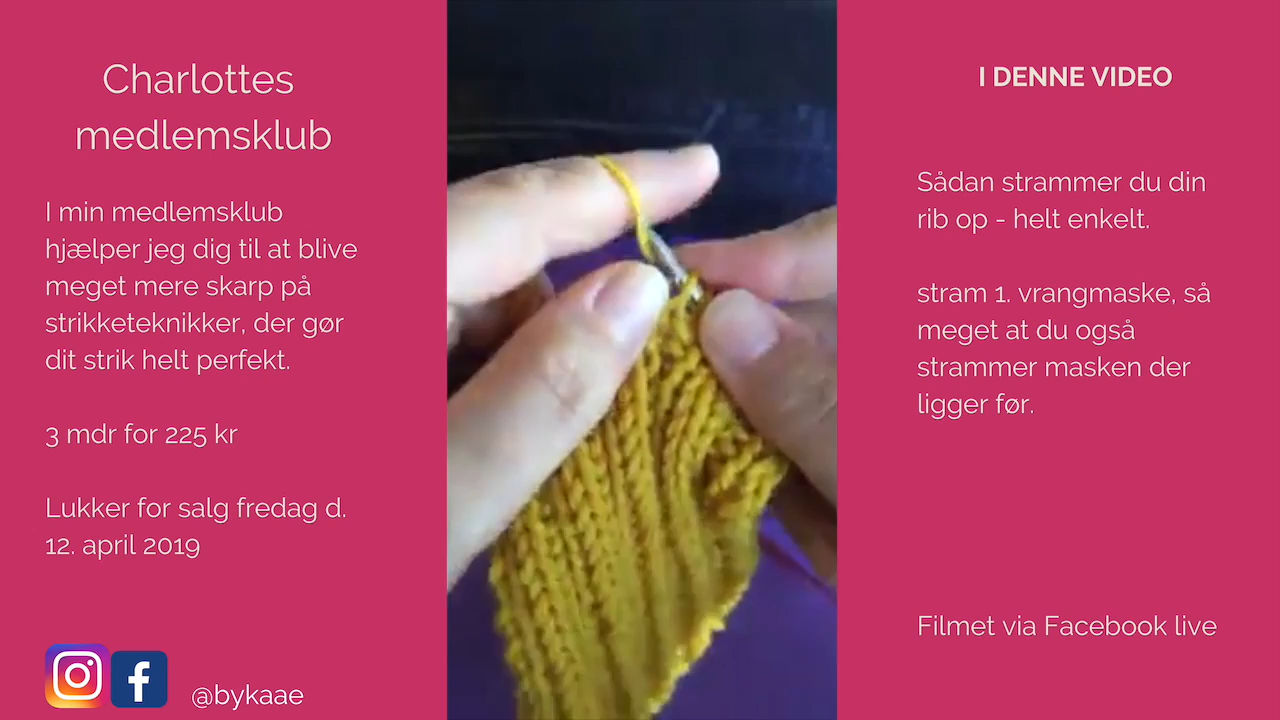 Charlottes
medlemsklub
I min medlemsklub
hjælper jeg dig til at blive
meget mere skarp på
strikketeknikker, der gør
dit strik helt perfekt.
3 mdr for 225 kr
Lukker for salg fredag d.
12. april 2019
@bykaae
I DENNE VIDEO
Sådan strammer du din
rib op - helt enkelt.
stram 1. vrangmaske, så
meget at du også
strammer masken der
ligger før.
Filmet via Facebook live